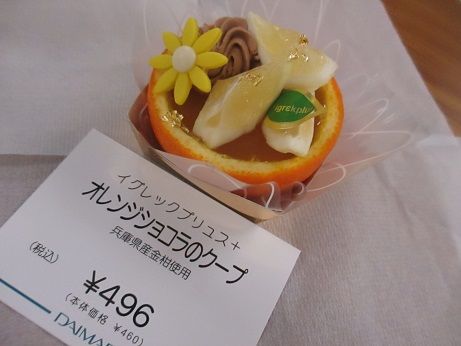 igrekplus
イグレックプリュス＋
オレンジショコラのクープ
兵庫県産金柑使用
(税込)
¥496
(本体価格 ¥460)